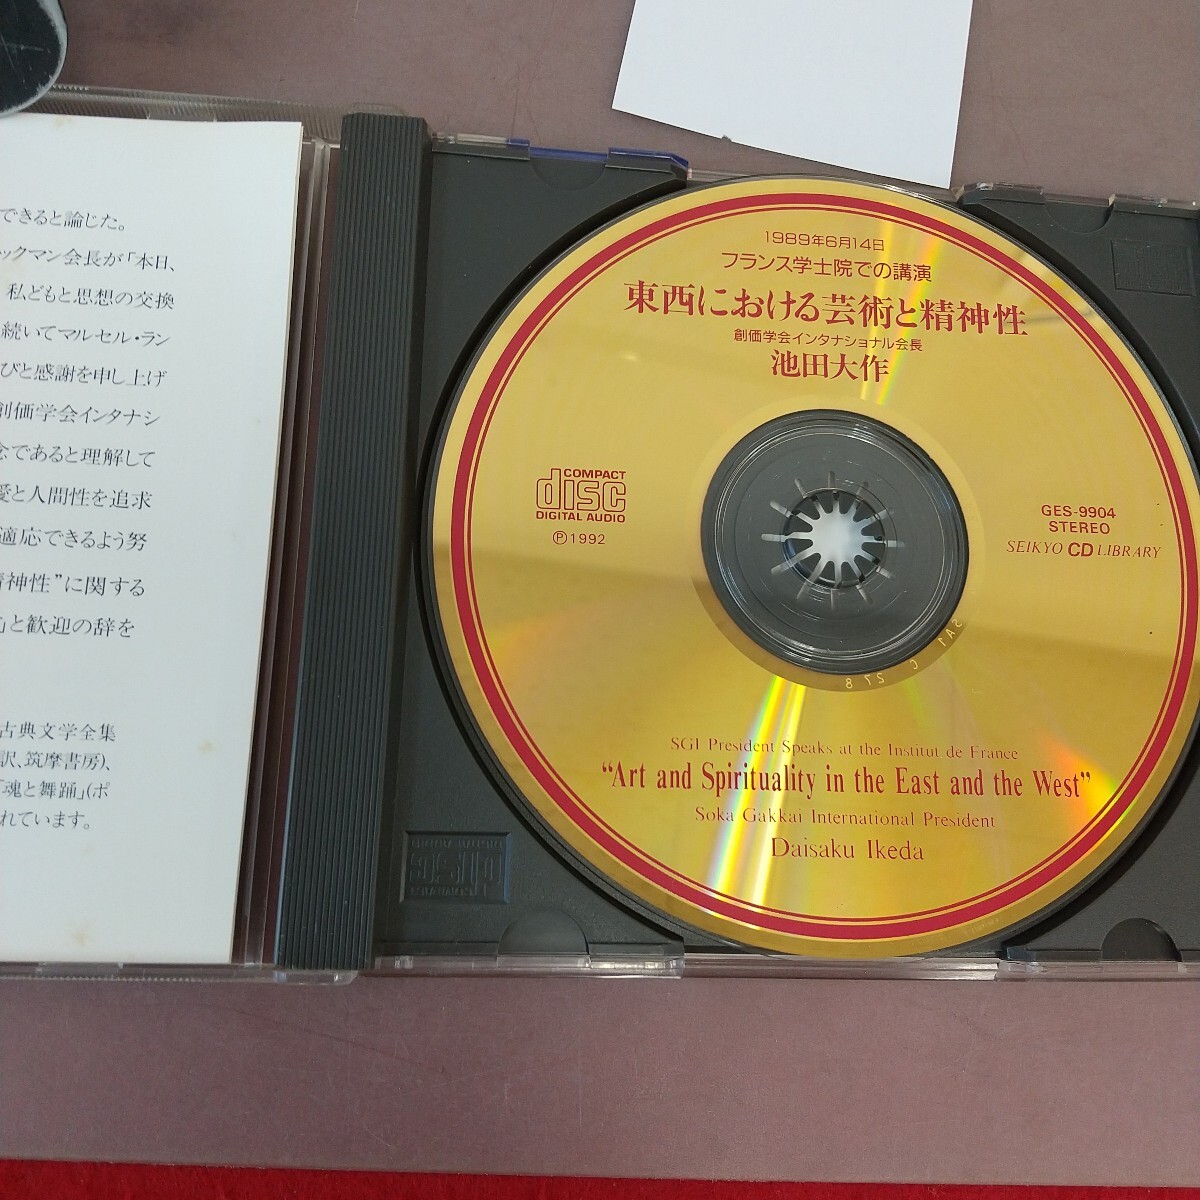 できると論じた。
ックマン会長が「本日、
私どもと思想の交換
続いてマルセル・ラン
びと感謝を申し上げ
創価学会インタナシ
念であると理解して
愛と人間性を追求
適応できるよう努
精神性”に関する
」と歓迎の辞を
古典文学全集
訳、筑摩書房)、
「魂と舞踊」(ポ
れています。
1989年6月14日
フランス学士院での講演
東西における芸術と精神性
創価学会インタナショナル会長
池田大作
COMPACT
disc
DIGITAL AUDIO
Ⓟ1992
GES-9904
STEREO
SEIKYO CD LIBRARY
SGI President Speaks at the Institut de France
“Art and Spirituality in the East and the West”
Soka Gakkai International President
Daisaku Ikeda